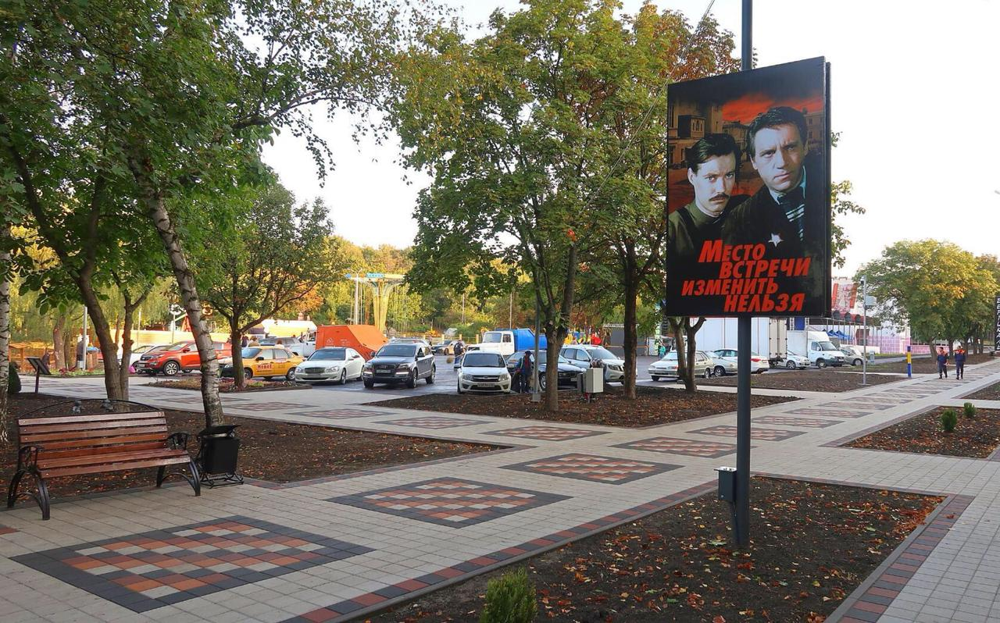 Место
встречи
изменить
нельзя